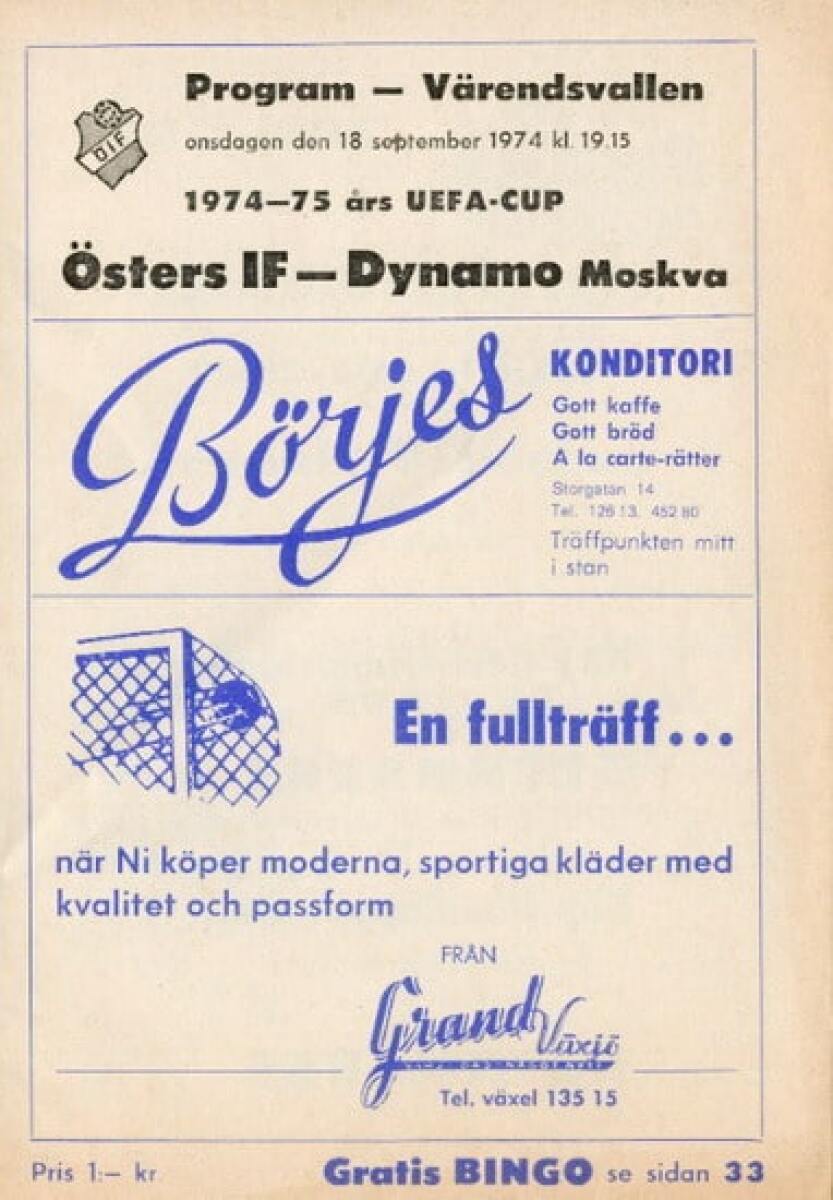 Program — Värendsvallen
ÖIF
onsdagen den 18 september 1974 kl. 19.15
1974—75 års UEFA-CUP
Östers IF — Dynamo Moskva
Börjes
KONDITORI
Gott kaffe
Gott bröd
A la carte-rätter
Storgatan 14
Tel. 126 13. 452 80
Träffpunkten mitt
i stan
En fullträff...
när Ni köper moderna, sportiga kläder med
kvalitet och passform
FRÅN
Grand Växjö
Tel. växel 135 15
Pris 1:— kr
Gratis BINGO se sidan 33